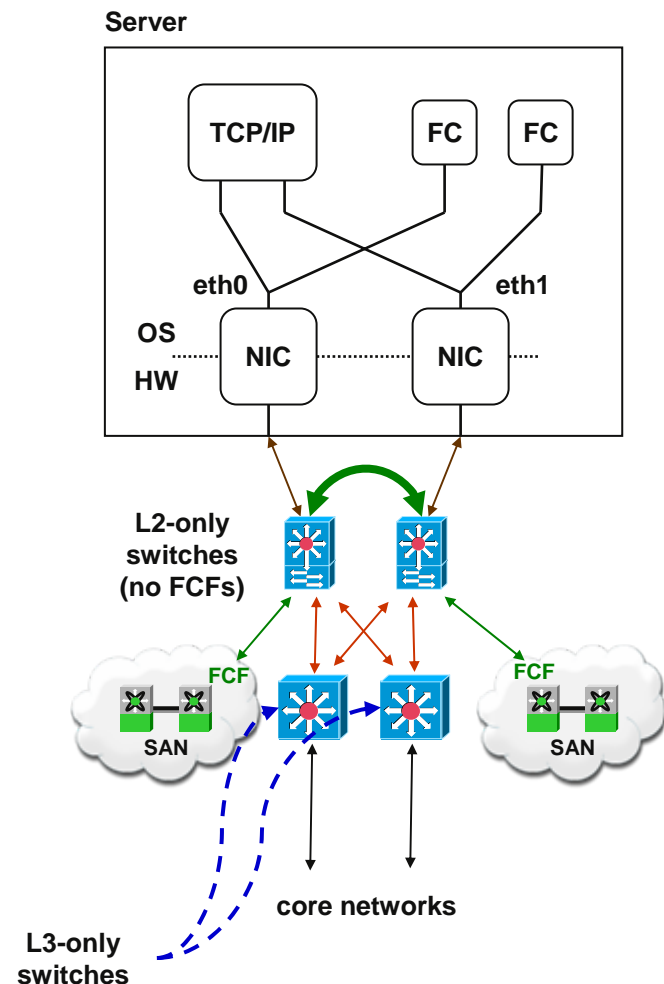 Server
TCP/IP
FC
FC
eth0
eth1
OS
NIC
NIC
HW
L2-only
switches
(no FCFs)
FCF
FCF
SAN
SAN
core networks
L3-only
switches